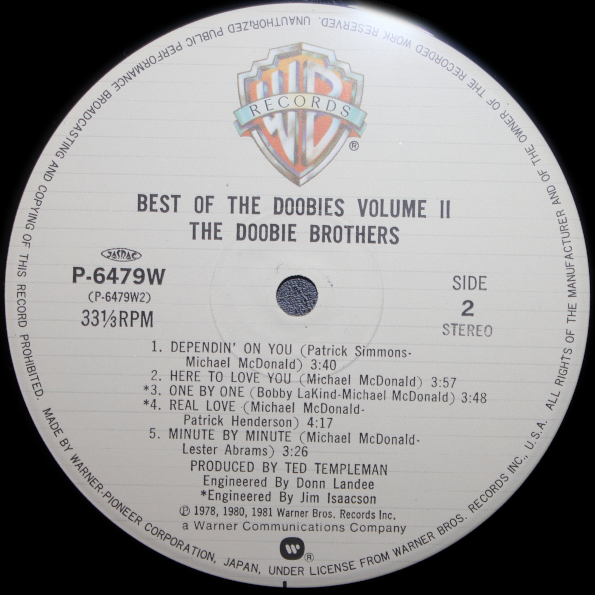 WB
RECORDS
®
BEST OF THE DOOBIES VOLUME II
THE DOOBIE BROTHERS
JASRAC
P-6479W
(P-6479W2)
33⅓RPM
SIDE
2
STEREO
1. DEPENDIN' ON YOU (Patrick Simmons-
Michael McDonald) 3:40
2. HERE TO LOVE YOU (Michael McDonald) 3:57
*3. ONE BY ONE (Bobby LaKind-Michael McDonald) 3:48
*4. REAL LOVE (Michael McDonald-
Patrick Henderson) 4:17
5. MINUTE BY MINUTE (Michael McDonald-
Lester Abrams) 3:26
PRODUCED BY TED TEMPLEMAN
Engineered By Donn Landee
*Engineered By Jim Isaacson
Ⓟ 1978, 1980, 1981 Warner Bros. Records Inc.
a Warner Communications Company
®
ALL RIGHTS OF THE MANUFACTURER AND OF THE OWNER OF THE RECORDED WORK RESERVED. UNAUTHORIZED PUBLIC PERFORMANCE BROADCASTING AND COPYING OF THIS RECORD PROHIBITED.
MADE BY WARNER-PIONEER CORPORATION, JAPAN, UNDER LICENSE FROM WARNER BROS. RECORDS INC., U.S.A.